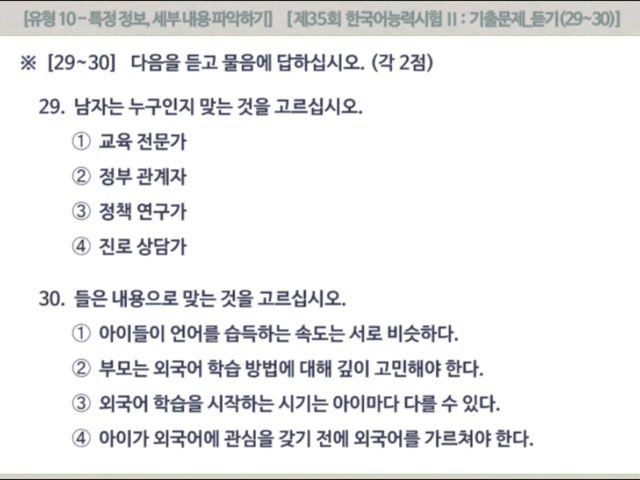 [유형 10 – 특정 정보, 세부 내용 파악하기] [제35회 한국어능력시험 II : 기출문제_듣기(29~30)]
※ [29~30] 다음을 듣고 물음에 답하십시오. (각 2점)
29. 남자는 누구인지 맞는 것을 고르십시오.
① 교육 전문가
② 정부 관계자
③ 정책 연구가
④ 진로 상담가
30. 들은 내용으로 맞는 것을 고르십시오.
① 아이들이 언어를 습득하는 속도는 서로 비슷하다.
② 부모는 외국어 학습 방법에 대해 깊이 고민해야 한다.
③ 외국어 학습을 시작하는 시기는 아이마다 다를 수 있다.
④ 아이가 외국어에 관심을 갖기 전에 외국어를 가르쳐야 한다.